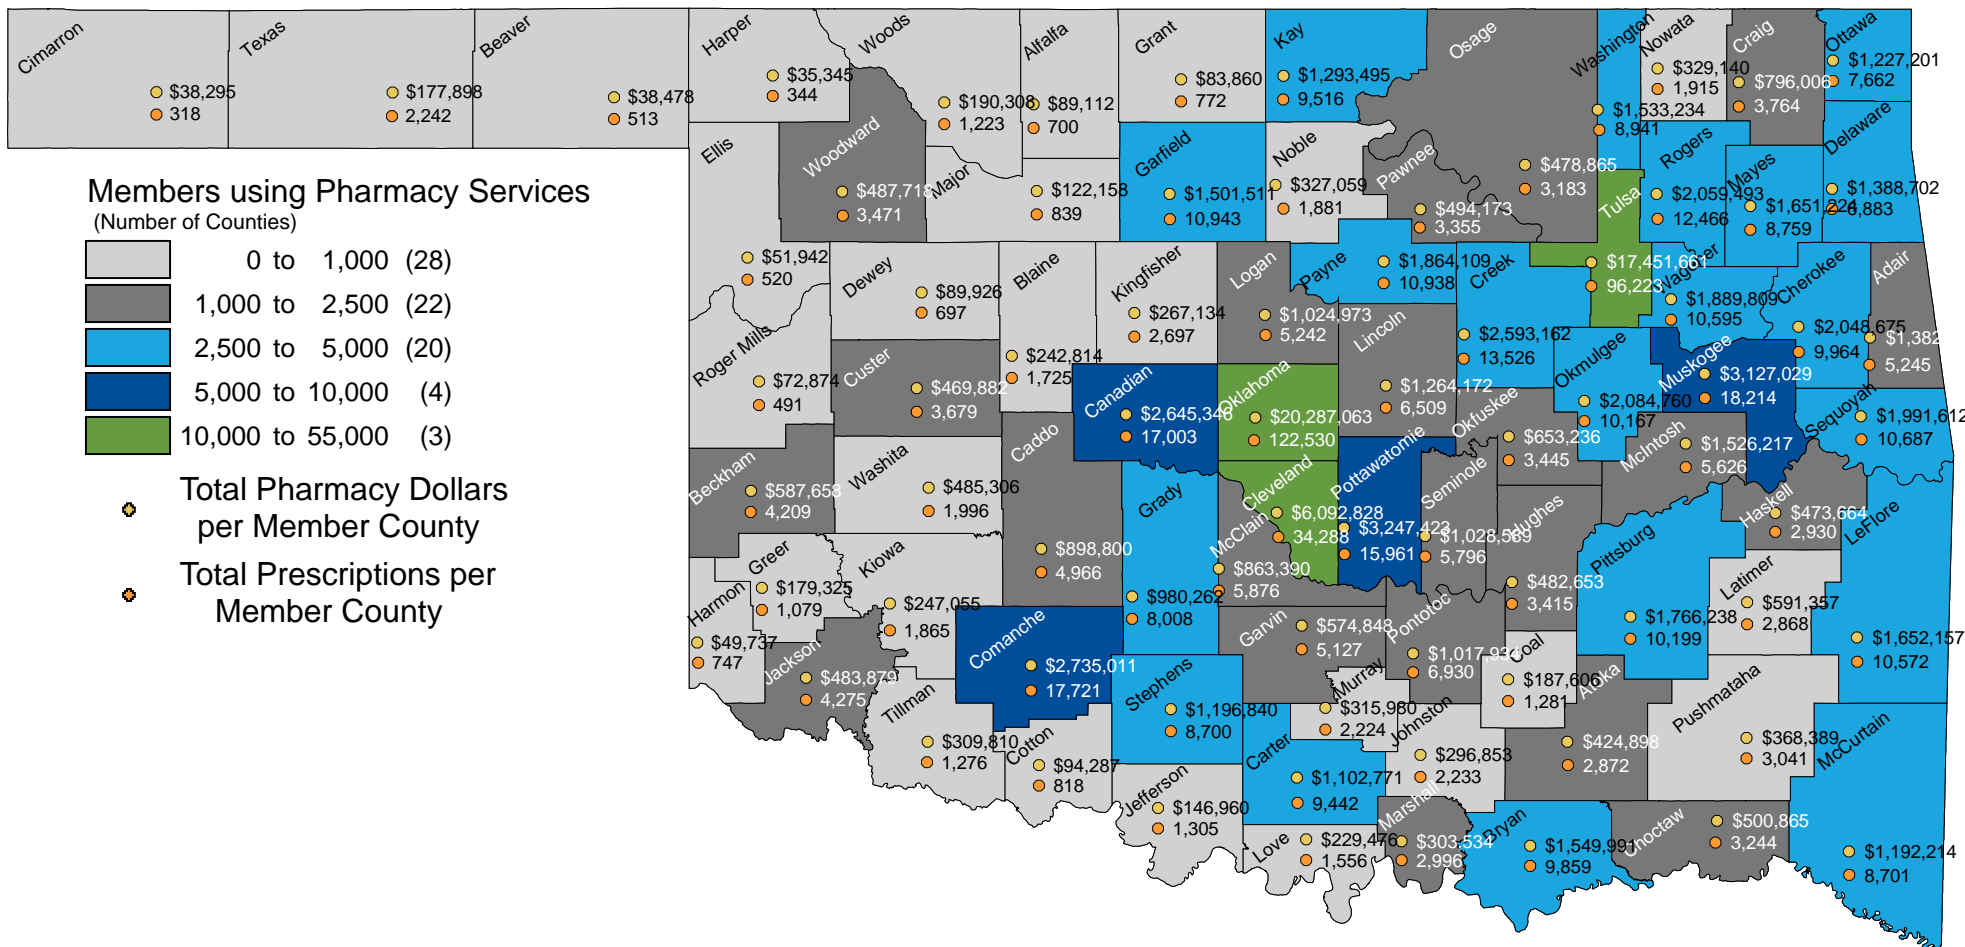 Cimarron
$38,295
318
Texas
$177,898
2,242
Beaver
$38,478
513
Harper
$35,345
344
Woods
$190,308
1,223
Alfalfa
$89,112
700
Grant
$83,860
772
Kay
$1,293,495
9,516
Osage
$478,865
3,183
Washington
$1,533,234
8,941
Nowata
$329,140
1,915
Craig
$796,006
3,764
Ottawa
$1,227,201
7,662
Delaware
$1,388,702
Ellis
$51,942
520
Woodward
$487,718
3,471
Major
$122,158
839
Garfield
$1,501,511
10,943
Noble
$327,059
1,881
Pawnee
$494,173
3,355
Tulsa
$17,451,661
96,223
Rogers
$2,059,493
12,466
Mayes
$1,651,224
8,759
Members using Pharmacy Services
(Number of Counties)
0 to 1,000 (28)
1,000 to 2,500 (22)
2,500 to 5,000 (20)
5,000 to 10,000 (4)
10,000 to 55,000 (3)
Total Pharmacy Dollars
per Member County
Total Prescriptions per
Member County
Roger Mills
$72,874
491
Dewey
$89,926
697
Blaine
$242,814
1,725
Kingfisher
$267,134
2,697
Logan
$1,024,973
5,242
Payne
$1,864,109
10,938
Creek
$2,593,162
13,526
Wagoner
$1,889,809
10,595
Cherokee
$2,048,675
9,964
Adair
$1,382
5,245
Custer
$469,882
3,679
Canadian
$2,645,346
17,003
Oklahoma
$20,287,063
122,530
Lincoln
$1,264,172
6,509
Okfuskee
$653,236
3,445
Okmulgee
$2,084,760
10,167
Muskogee
$3,127,029
18,214
Sequoyah
$1,991,612
10,687
Beckham
$587,658
4,209
Washita
$485,306
1,996
Caddo
$898,800
4,966
Grady
$980,262
8,008
McClain
$863,390
5,876
Cleveland
$6,092,828
34,288
Pottawatomie
$3,247,423
15,961
Seminole
$1,028,589
5,796
Hughes
$482,653
3,415
McIntosh
$1,526,217
5,626
Haskell
$473,664
2,930
LeFlore
$1,652,157
10,572
Harmon
$49,737
747
Greer
$179,325
1,079
Kiowa
$247,055
1,865
Jackson
$483,879
4,275
Comanche
$2,735,011
17,721
Tillman
$309,810
1,276
Cotton
$94,287
818
Stephens
$1,196,840
8,700
Jefferson
$146,960
1,305
Garvin
$574,848
5,127
Murray
$315,980
2,224
Carter
$1,102,771
9,442
Love
$229,476
1,556
Pontotoc
$1,017,934
6,930
Johnston
$296,853
2,233
Marshall
$303,534
2,996
Coal
$187,606
1,281
Atoka
$424,898
2,872
Bryan
$1,549,991
9,859
Pittsburg
$1,766,238
10,199
Latimer
$591,357
2,868
Pushmataha
$368,389
3,041
Choctaw
$500,865
3,244
McCurtain
$1,192,214
8,701